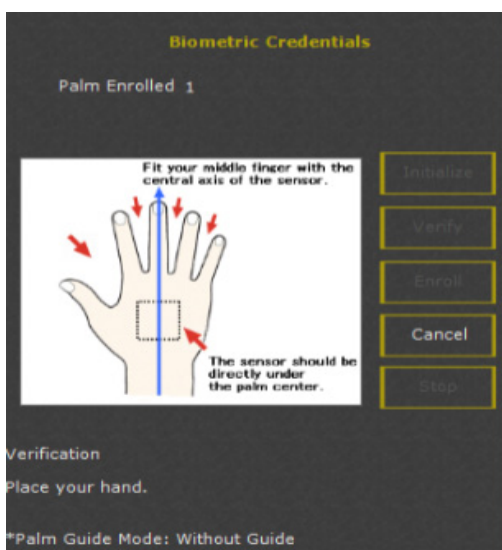 Biometric Credentials
Palm Enrolled 1
Fit your middle finger with the
central axis of the sensor.
Initialize
Verify
Enroll
Cancel
The sensor should be
directly under
the palm center.
Stop
Verification
Place your hand.
*Palm Guide Mode: Without Guide